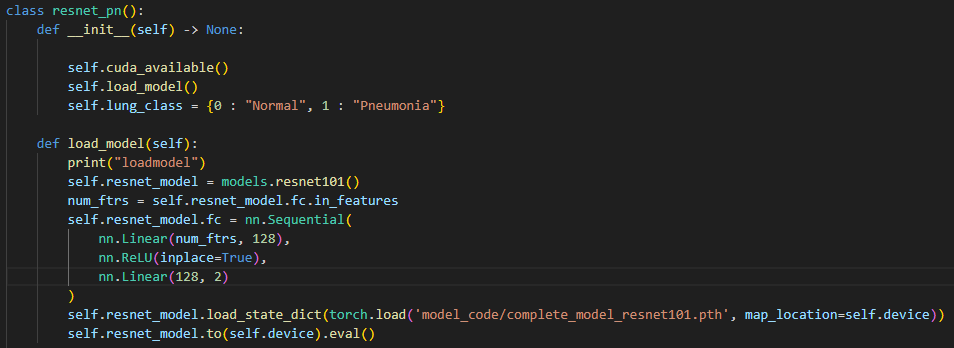 class resnet_pn():
    def __init__(self) -> None:

        self.cuda_available()
        self.load_model()
        self.lung_class = {0 : "Normal", 1 : "Pneumonia"}

    def load_model(self):
        print("loadmodel")
        self.resnet_model = models.resnet101()
        num_ftrs = self.resnet_model.fc.in_features
        self.resnet_model.fc = nn.Sequential(
            nn.Linear(num_ftrs, 128),
            nn.ReLU(inplace=True),
            nn.Linear(128, 2)
        )
        self.resnet_model.load_state_dict(torch.load('model_code/complete_model_resnet101.pth', map_location=self.device))
        self.resnet_model.to(self.device).eval()